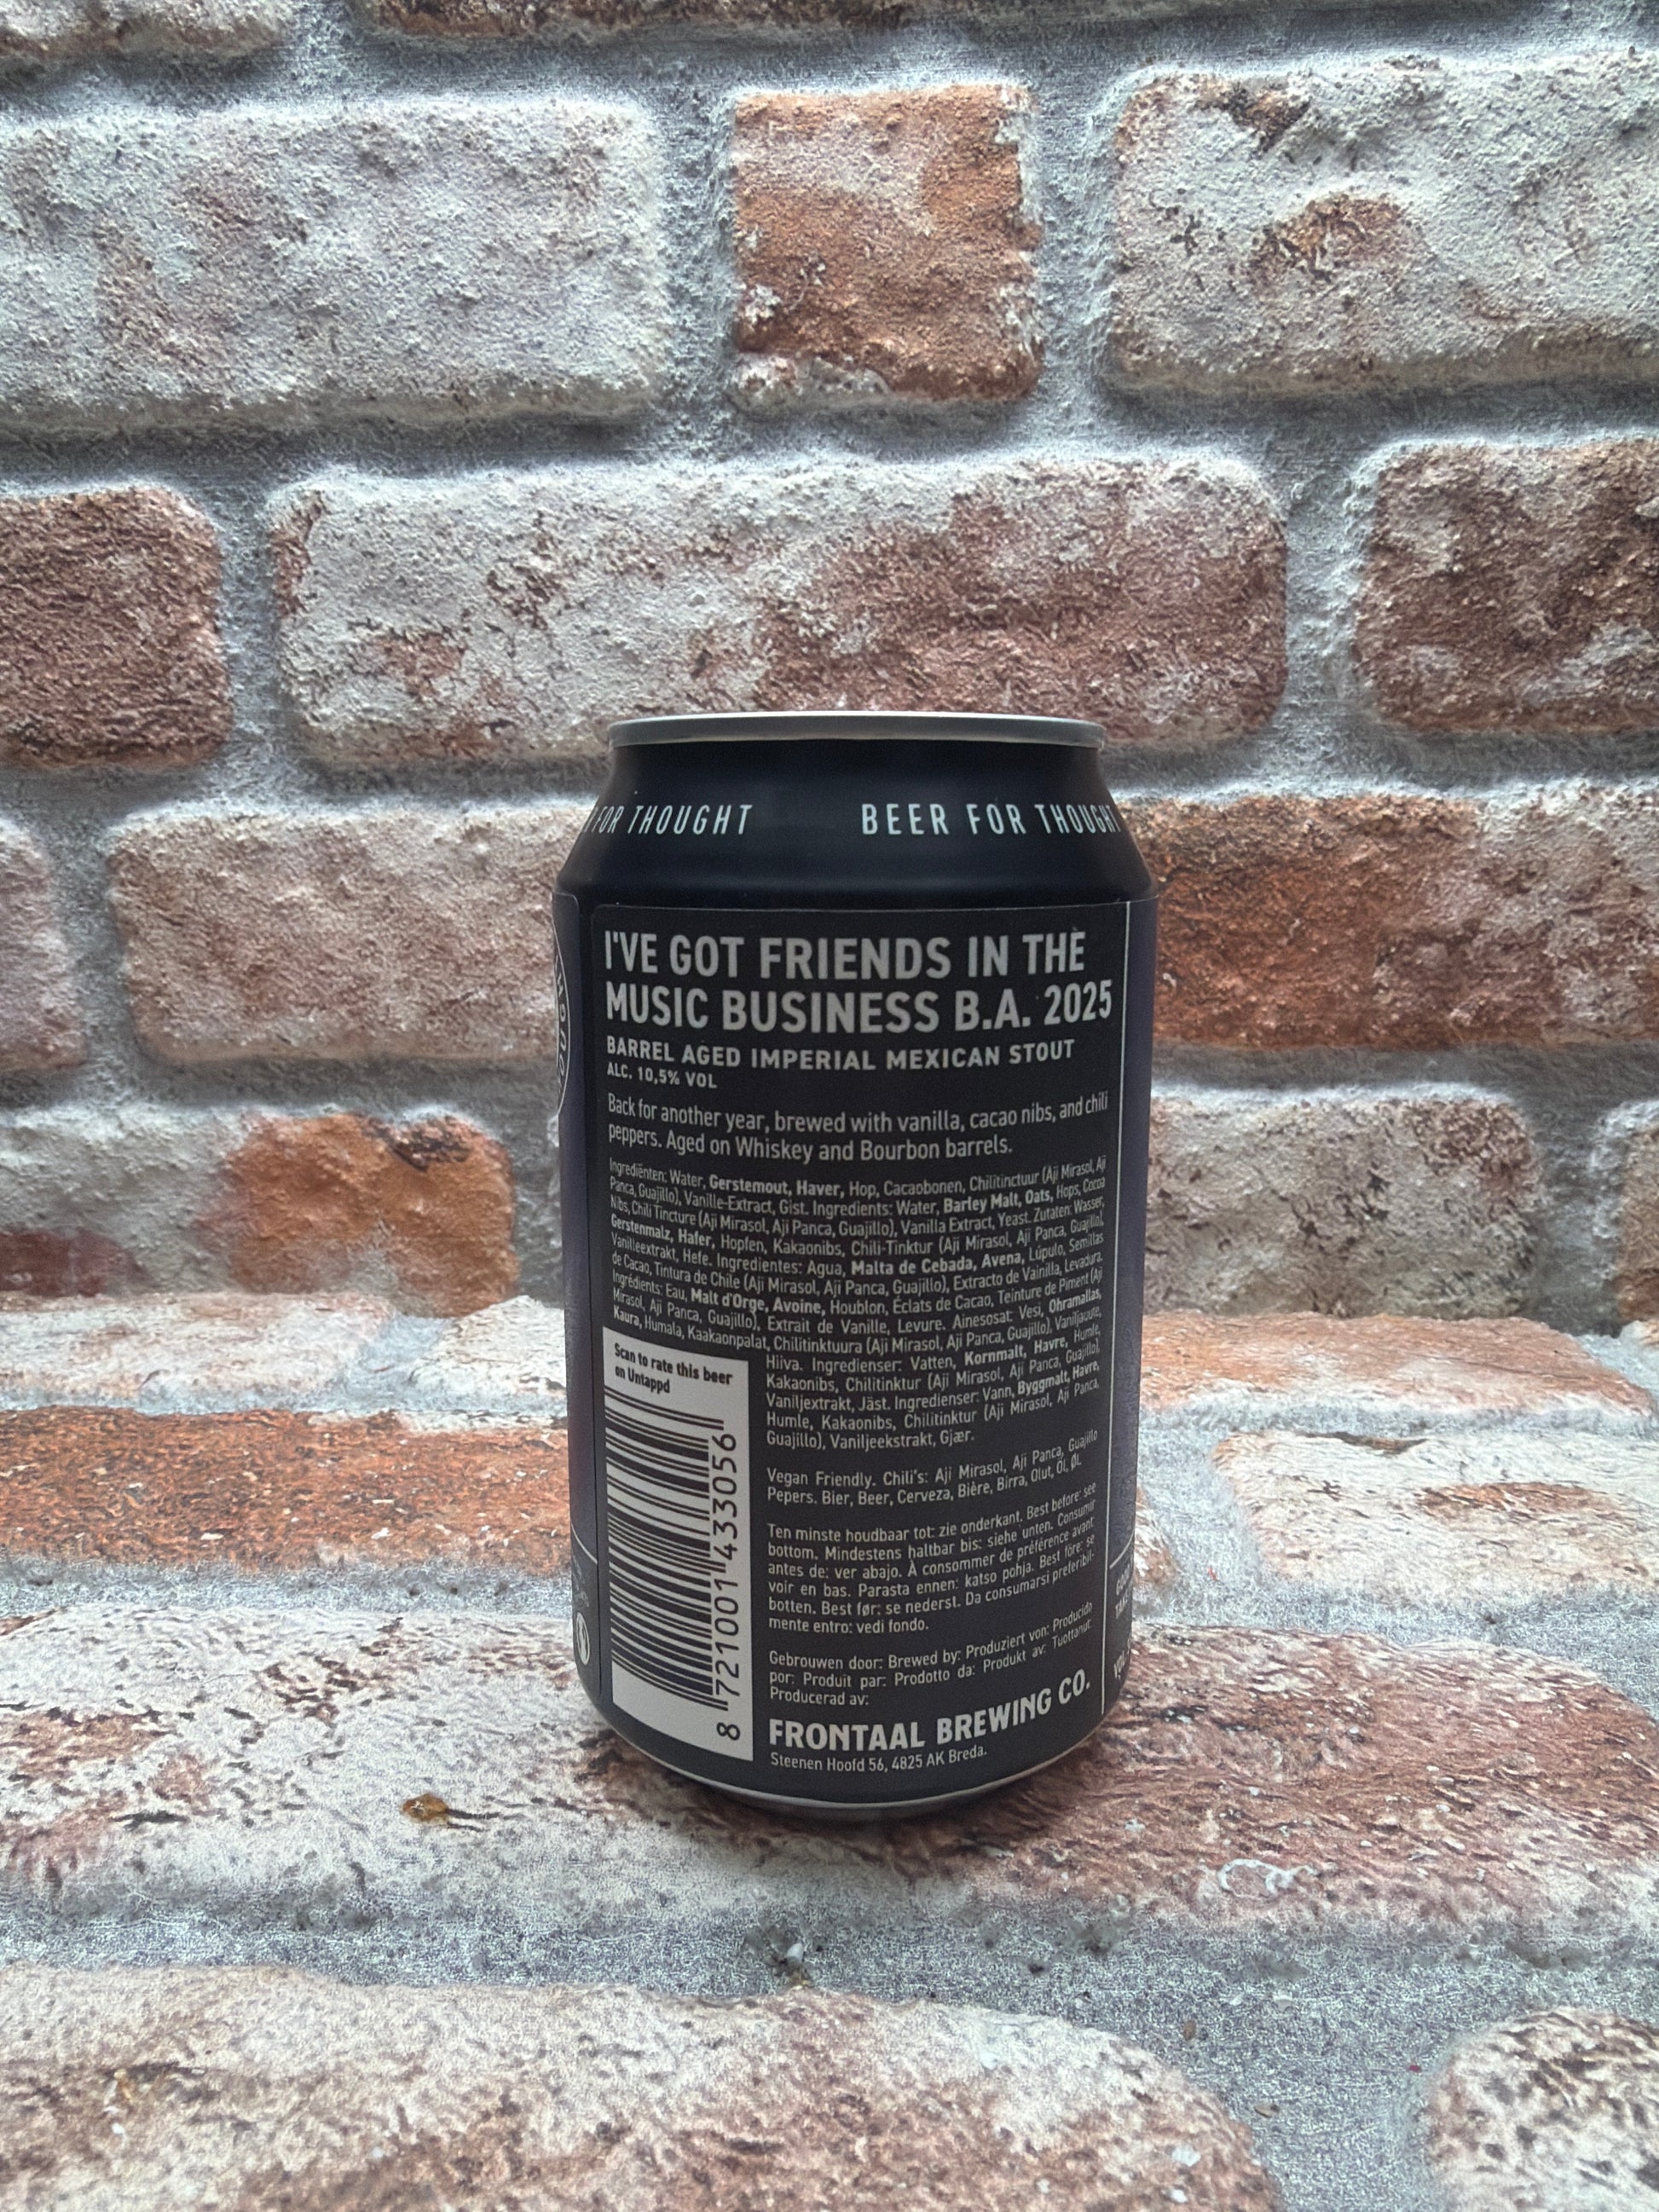 FOR THOUGHT BEER FOR THOUGHT
I'VE GOT FRIENDS IN THE
MUSIC BUSINESS B.A. 2025
BARREL AGED IMPERIAL MEXICAN STOUT
ALC. 10,5% VOL
Back for another year, brewed with vanilla, cacao nibs, and chili
peppers. Aged on Whiskey and Bourbon barrels.
Ingrediënten: Water, Gerstemout, Haver, Hop, Cacaobonen, Chilitinctuur (Aji Mirasol, Aji
Panca, Guajillo), Vanille-Extract, Gist. Ingredients: Water, Barley Malt, Oats, Hops, Cocoa
Nibs, Chili Tincture (Aji Mirasol, Aji Panca, Guajillo), Vanilla Extract, Yeast. Zutaten: Wasser,
Gerstenmalz, Hafer, Hopfen, Kakaonibs, Chili-Tinktur (Aji Mirasol, Aji Panca, Guajillo),
Vanilleextrakt, Hefe. Ingredientes: Agua, Malta de Cebada, Avena, Lúpulo, Semillas
de Cacao, Tintura de Chile (Aji Mirasol, Aji Panca, Guajillo), Extracto de Vainilla, Levadura.
Ingrédients: Eau, Malt d'Orge, Avoine, Houblon, Éclats de Cacao, Teinture de Piment (Aji
Mirasol, Aji Panca, Guajillo), Extrait de Vanille, Levure. Ainesosat: Vesi, Ohramallas,
Kaura, Humala, Kaakaonpalat, Chilitinktuura (Aji Mirasol, Aji Panca, Guajillo), Vaniljauute,
Hiiva. Ingredienser: Vatten, Kornmalt, Havre, Humle,
Kakaonibs, Chilitinktur (Aji Mirasol, Aji Panca, Guajillo),
Vaniljextrakt, Jäst. Ingredienser: Vann, Byggmalt, Havre,
Humle, Kakaonibs, Chilitinktur (Aji Mirasol, Aji Panca,
Guajillo), Vaniljeekstrakt, Gjær.
Scan to rate this beer
on Untappd
8 721001 433056
Vegan Friendly. Chili's: Aji Mirasol, Aji Panca, Guajillo
Pepers. Bier, Beer, Cerveza, Bière, Birra, Olut, Öl, Øl.
Ten minste houdbaar tot: zie onderkant. Best before: see
bottom. Mindestens haltbar bis: siehe unten. Consumir
antes de: ver abajo. À consommer de préférence avant
voir en bas. Parasta ennen: katso pohja. Best före: se
botten. Best før: se nederst. Da consumarsi preferibil-
mente entro: vedi fondo.
Gebrouwen door: Brewed by: Produziert von: Producido
por: Produit par: Prodotto da: Produkt av: Tuottanut:
Producerad av:
FRONTAAL BREWING CO.
Steenen Hoofd 56, 4825 AK Breda.